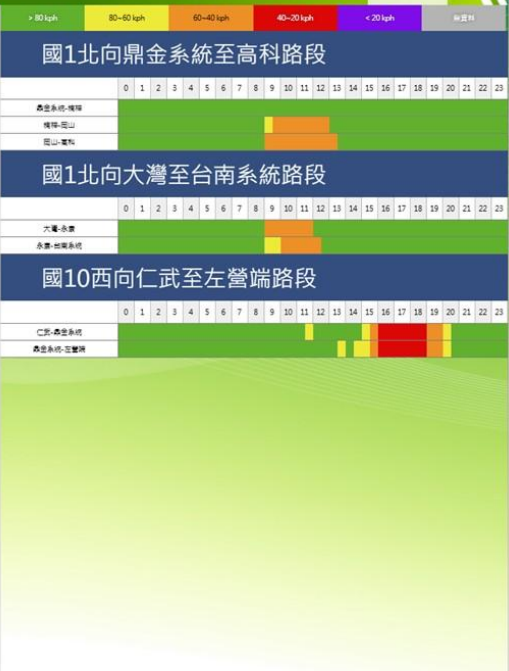 > 80 kph 80~60 kph 60~40 kph 40~20 kph < 20 kph 無資料
國1北向鼎金系統至高科路段
0 1 2 3 4 5 6 7 8 9 10 11 12 13 14 15 16 17 18 19 20 21 22 23
鼎金系統-楠梓
楠梓-岡山
岡山-高科
國1北向大灣至台南系統路段
0 1 2 3 4 5 6 7 8 9 10 11 12 13 14 15 16 17 18 19 20 21 22 23
大灣-永康
永康-台南系統
國10西向仁武至左營端路段
0 1 2 3 4 5 6 7 8 9 10 11 12 13 14 15 16 17 18 19 20 21 22 23
仁武-鼎金系統
鼎金系統-左營端